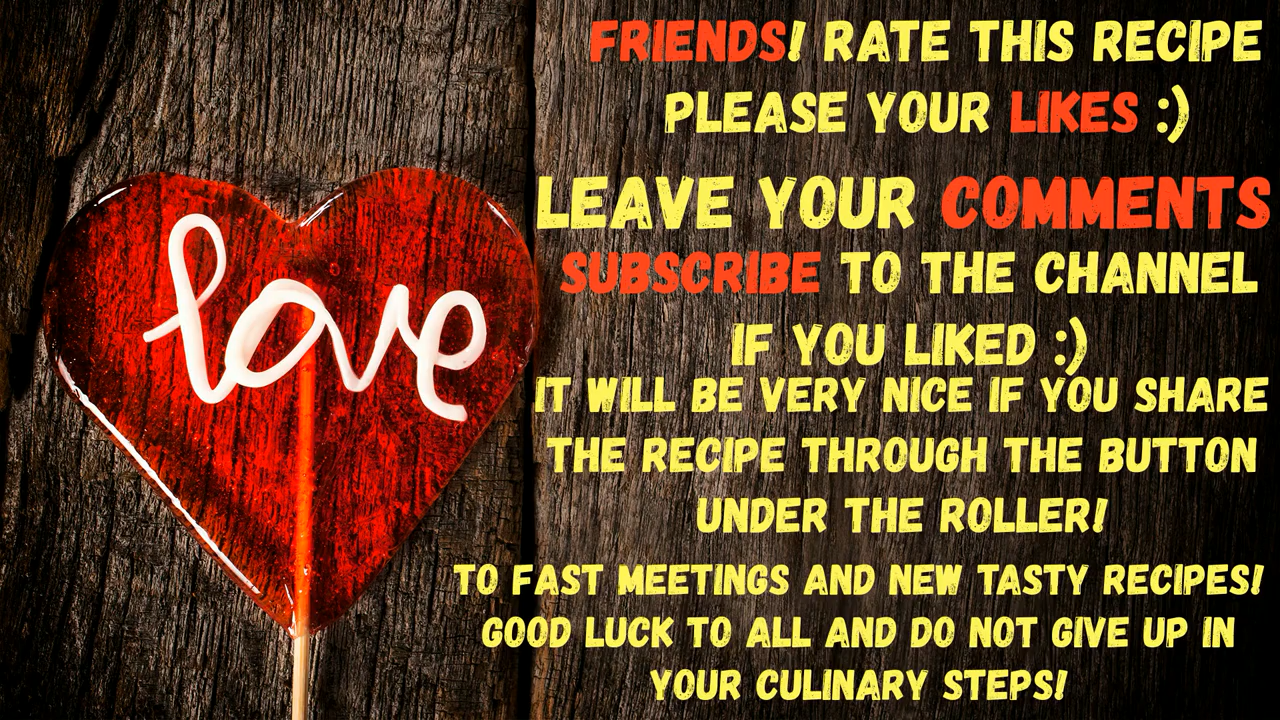 love
FRIENDS! RATE THIS RECIPE
PLEASE YOUR LIKES :)
LEAVE YOUR COMMENTS
SUBSCRIBE TO THE CHANNEL
IF YOU LIKED :)
IT WILL BE VERY NICE IF YOU SHARE
THE RECIPE THROUGH THE BUTTON
UNDER THE ROLLER!
TO FAST MEETINGS AND NEW TASTY RECIPES!
GOOD LUCK TO ALL AND DO NOT GIVE UP IN
YOUR CULINARY STEPS!